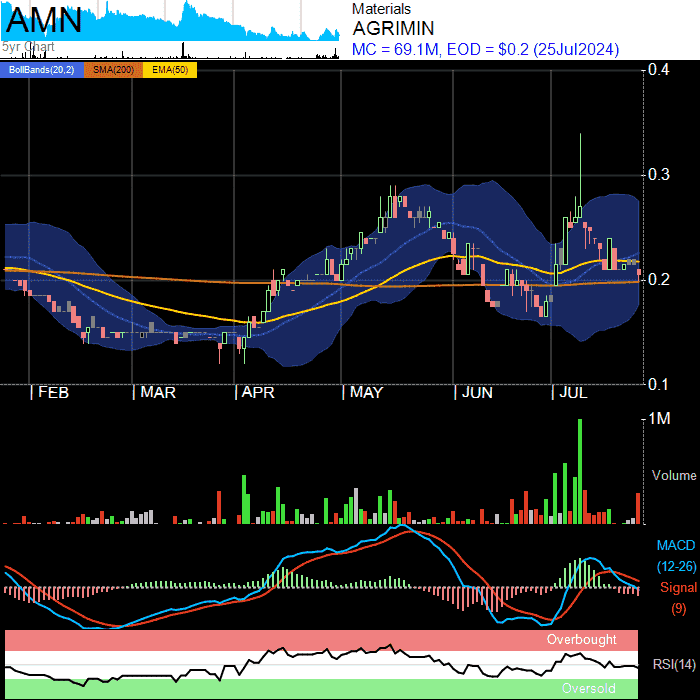 AMN
5yr Chart
Materials
AGRIMIN
MC = 69.1M, EOD = $0.2 (25Jul2024)
BollBands(20,2) SMA(200) EMA(50)
0.4
0.3
0.2
0.1
FEB MAR APR MAY JUN JUL
1M
Volume
MACD
(12-26)
Signal
(9)
Overbought
RSI(14)
Oversold